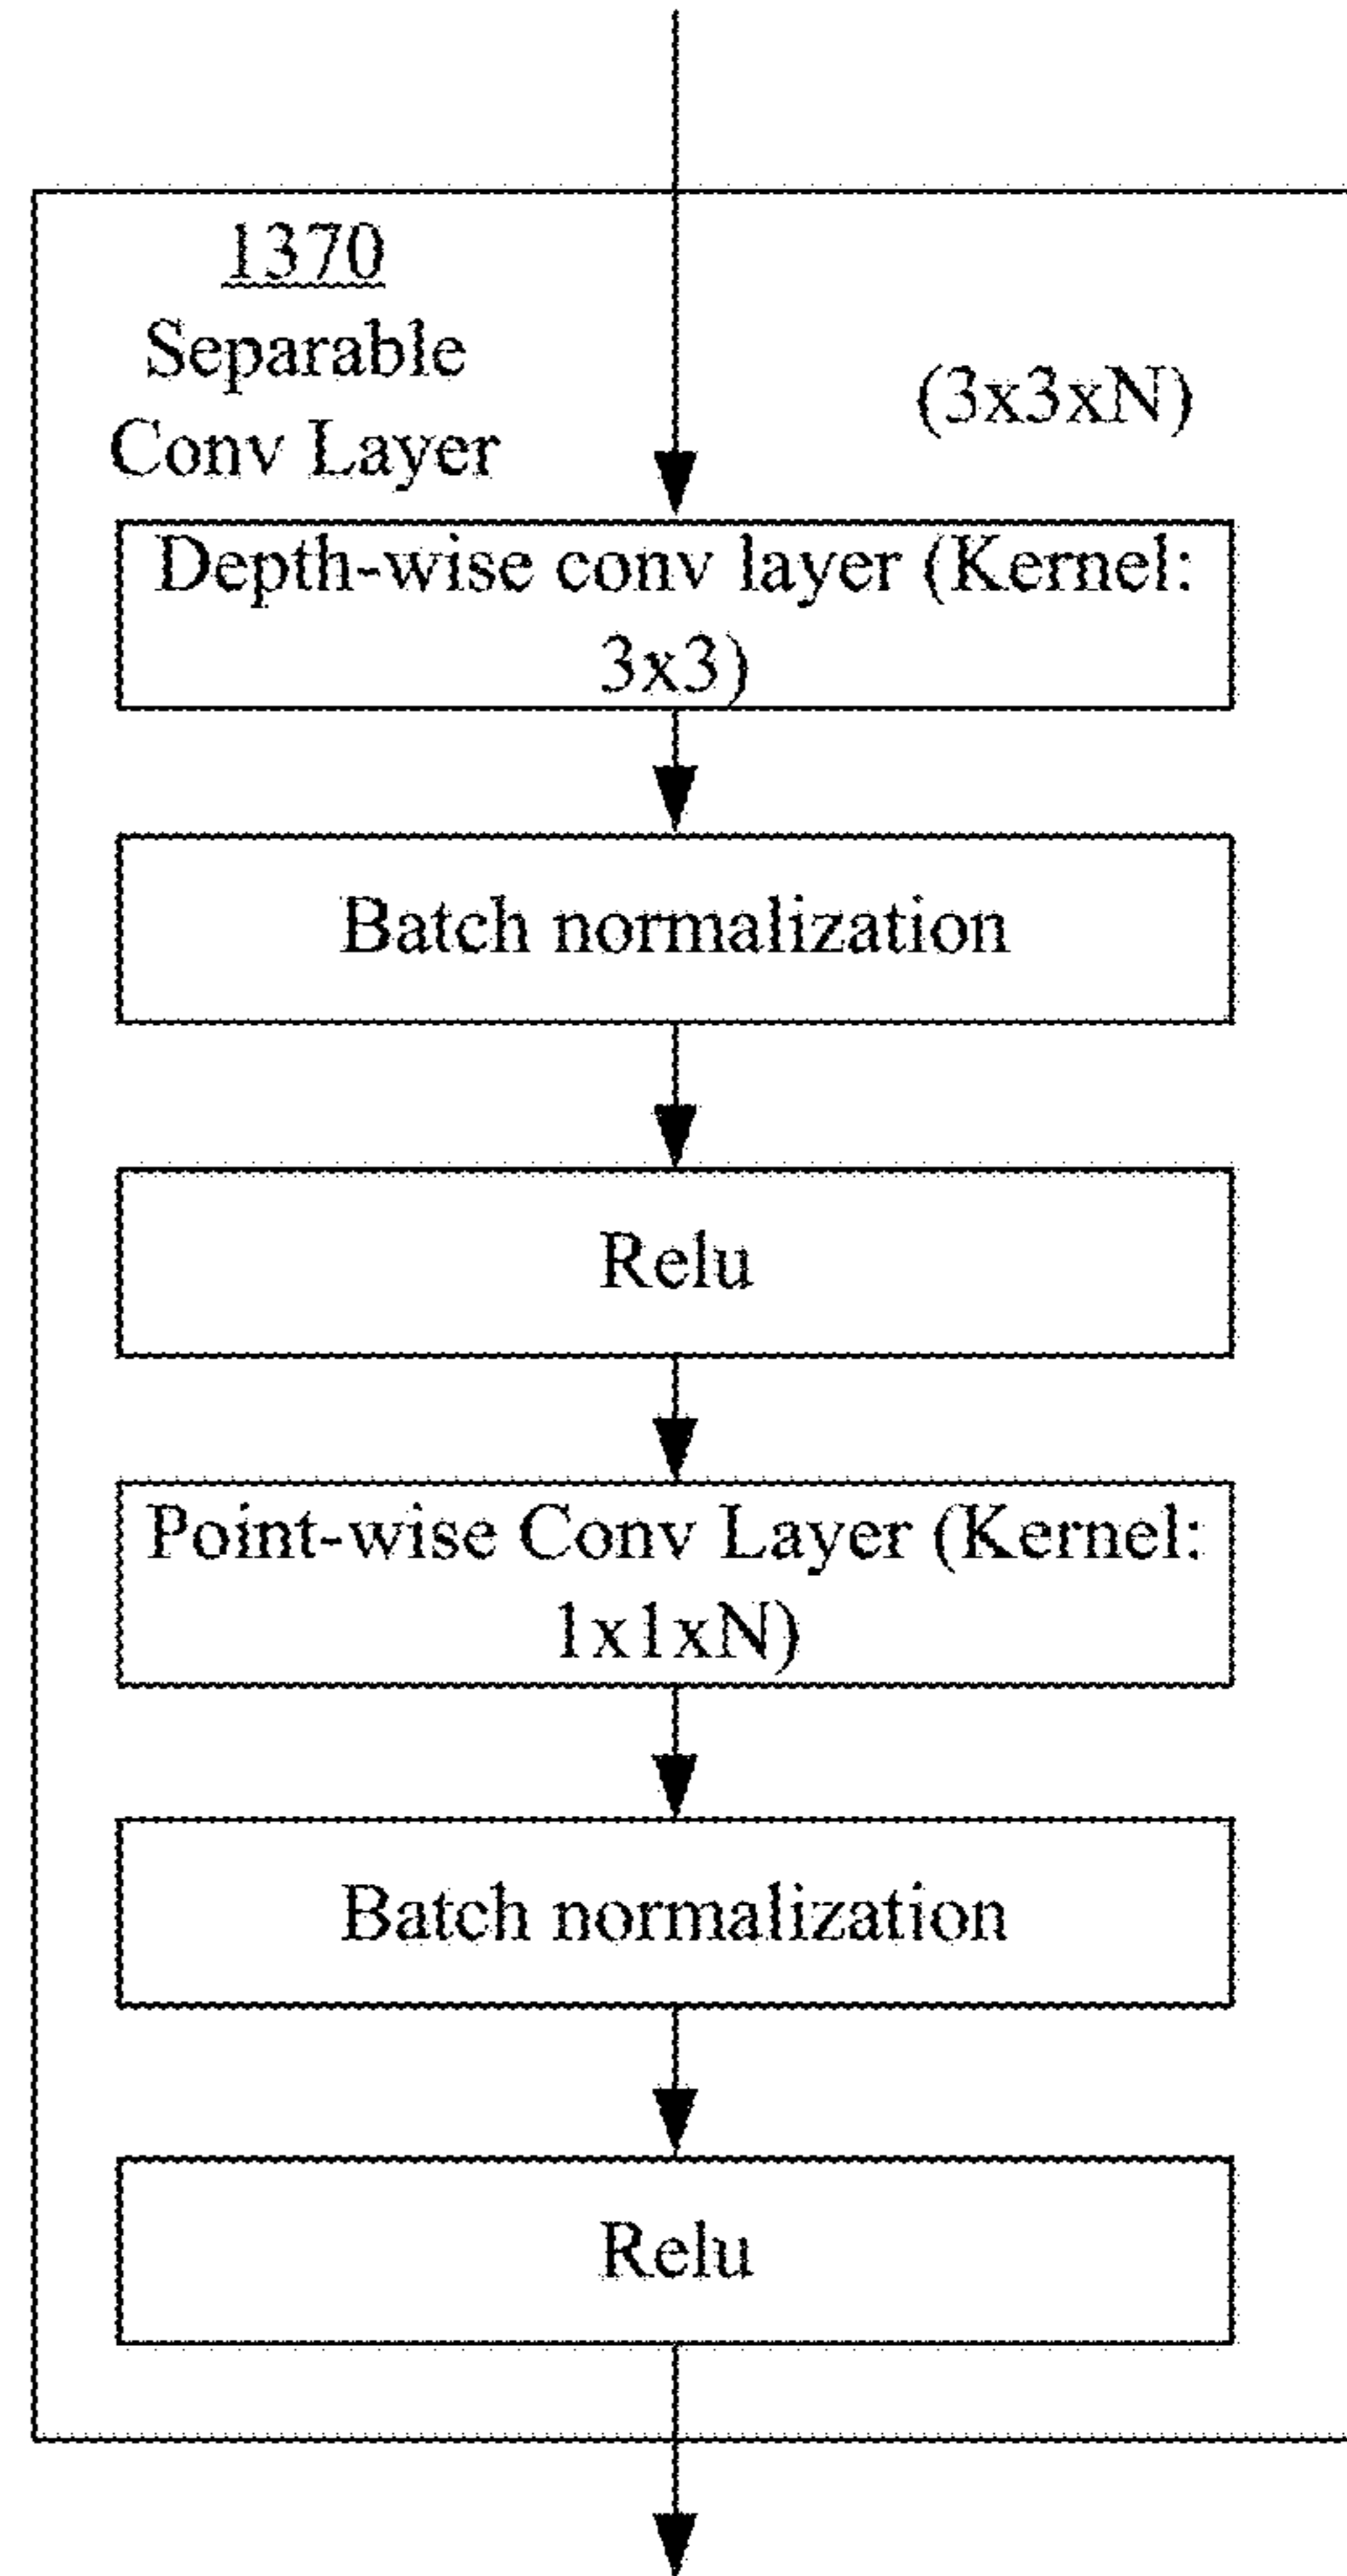 1370
Separable
Conv Layer
(3x3xN)
Depth-wise conv layer (Kernel:
3x3)
Batch normalization
Relu
Point-wise Conv Layer (Kernel:
1x1xN)
Batch normalization
Relu